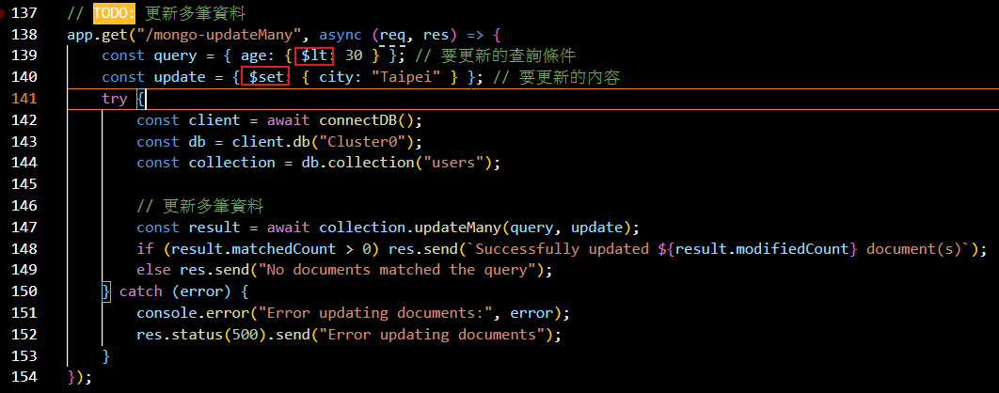 137 // TODO: 更新多筆資料
138 app.get("/mongo-updateMany", async (req, res) => {
139     const query = { age: { $lt: 30 } }; // 要更新的查詢條件
140     const update = { $set: { city: "Taipei" } }; // 要更新的內容
141     try {
142         const client = await connectDB();
143         const db = client.db("Cluster0");
144         const collection = db.collection("users");
145
146         // 更新多筆資料
147         const result = await collection.updateMany(query, update);
148         if (result.matchedCount > 0) res.send(`Successfully updated ${result.modifiedCount} document(s)`);
149         else res.send("No documents matched the query");
150     } catch (error) {
151         console.error("Error updating documents:", error);
152         res.status(500).send("Error updating documents");
153     }
154 });